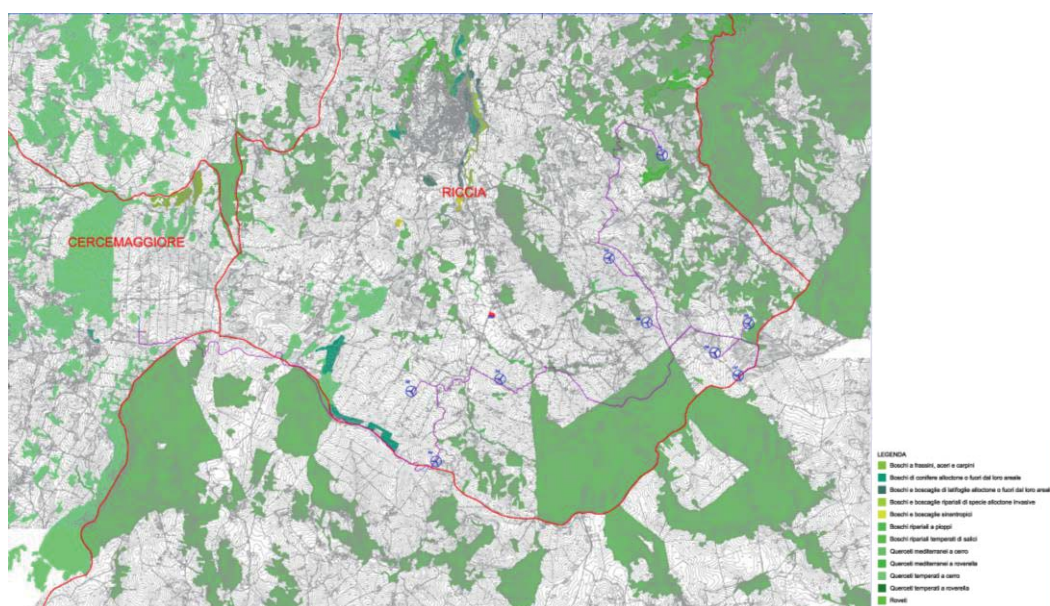 RICCIA
CERCEMAGGIORE
LEGENDA
Boschi a frassini, aceri e carpini
Boschi di conifere alloctone o fuori dal loro areale
Boschi e boscaglie di latifoglie alloctone o fuori dal loro areal
Boschi e boscaglie ripariali di specie alloctone invasive
Boschi e boscaglie sinantropici
Boschi ripariali a pioppi
Boschi ripariali temperati di salici
Querceti mediterranei a cerro
Querceti mediterranei a roverella
Querceti temperati a cerro
Querceti temperati a roverella
Roveti